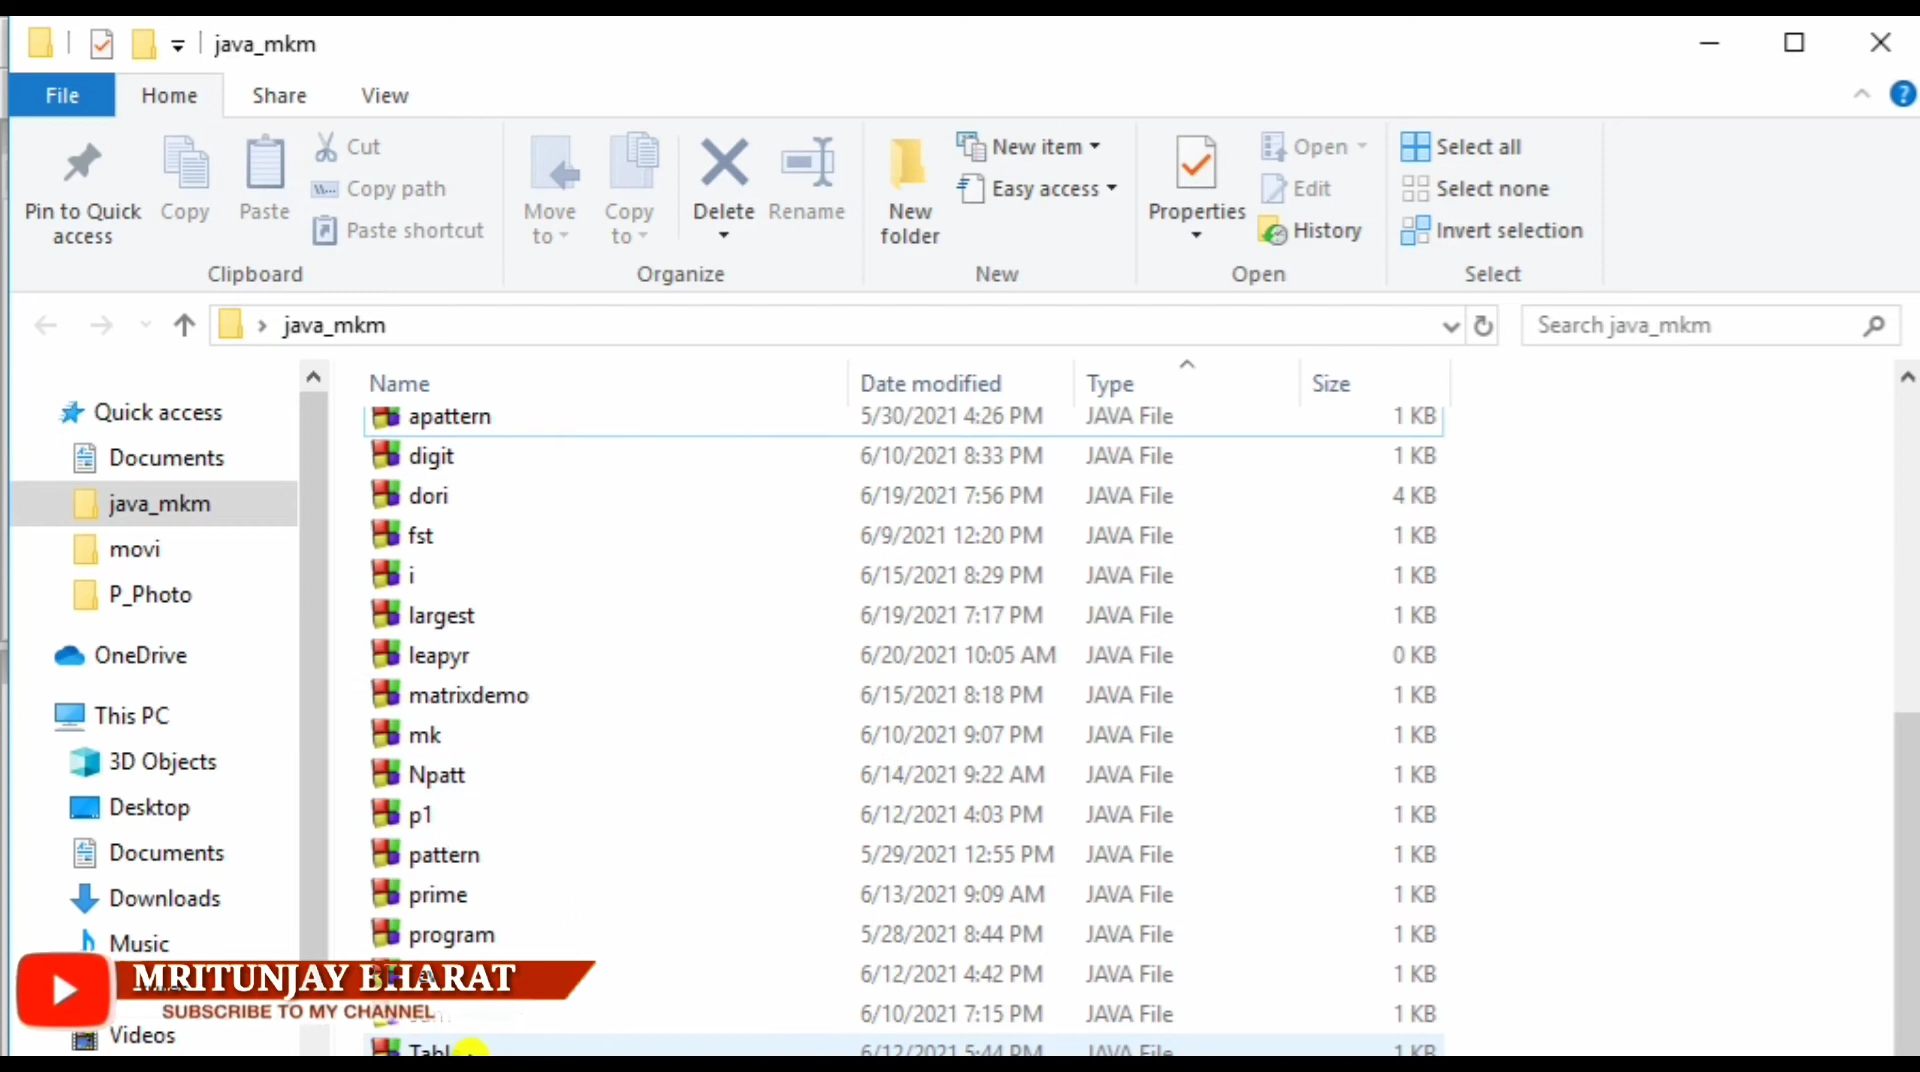 java_mkm
File Home Share View
Pin to Quick access
Copy
Paste
Cut
Copy path
Paste shortcut
Clipboard
Move to
Copy to
Delete
Rename
Organize
New folder
New item
Easy access
New
Properties
Open
Edit
History
Open
Select all
Select none
Invert selection
Select
java_mkm
Search java_mkm
Quick access
Documents
java_mkm
movi
P_Photo
OneDrive
This PC
3D Objects
Desktop
Documents
Downloads
Music
Videos
Name Date modified Type Size
apattern 5/30/2021 4:26 PM JAVA File 1 KB
digit 6/10/2021 8:33 PM JAVA File 1 KB
dori 6/19/2021 7:56 PM JAVA File 4 KB
fst 6/9/2021 12:20 PM JAVA File 1 KB
i 6/15/2021 8:29 PM JAVA File 1 KB
largest 6/19/2021 7:17 PM JAVA File 1 KB
leapyr 6/20/2021 10:05 AM JAVA File 0 KB
matrixdemo 6/15/2021 8:18 PM JAVA File 1 KB
mk 6/10/2021 9:07 PM JAVA File 1 KB
Npatt 6/14/2021 9:22 AM JAVA File 1 KB
p1 6/12/2021 4:03 PM JAVA File 1 KB
pattern 5/29/2021 12:55 PM JAVA File 1 KB
prime 6/13/2021 9:09 AM JAVA File 1 KB
program 5/28/2021 8:44 PM JAVA File 1 KB
6/12/2021 4:42 PM JAVA File 1 KB
6/10/2021 7:15 PM JAVA File 1 KB
6/12/2021 5:44 PM JAVA File 1 KB
MRITUNJAY BHARAT
SUBSCRIBE TO MY CHANNEL